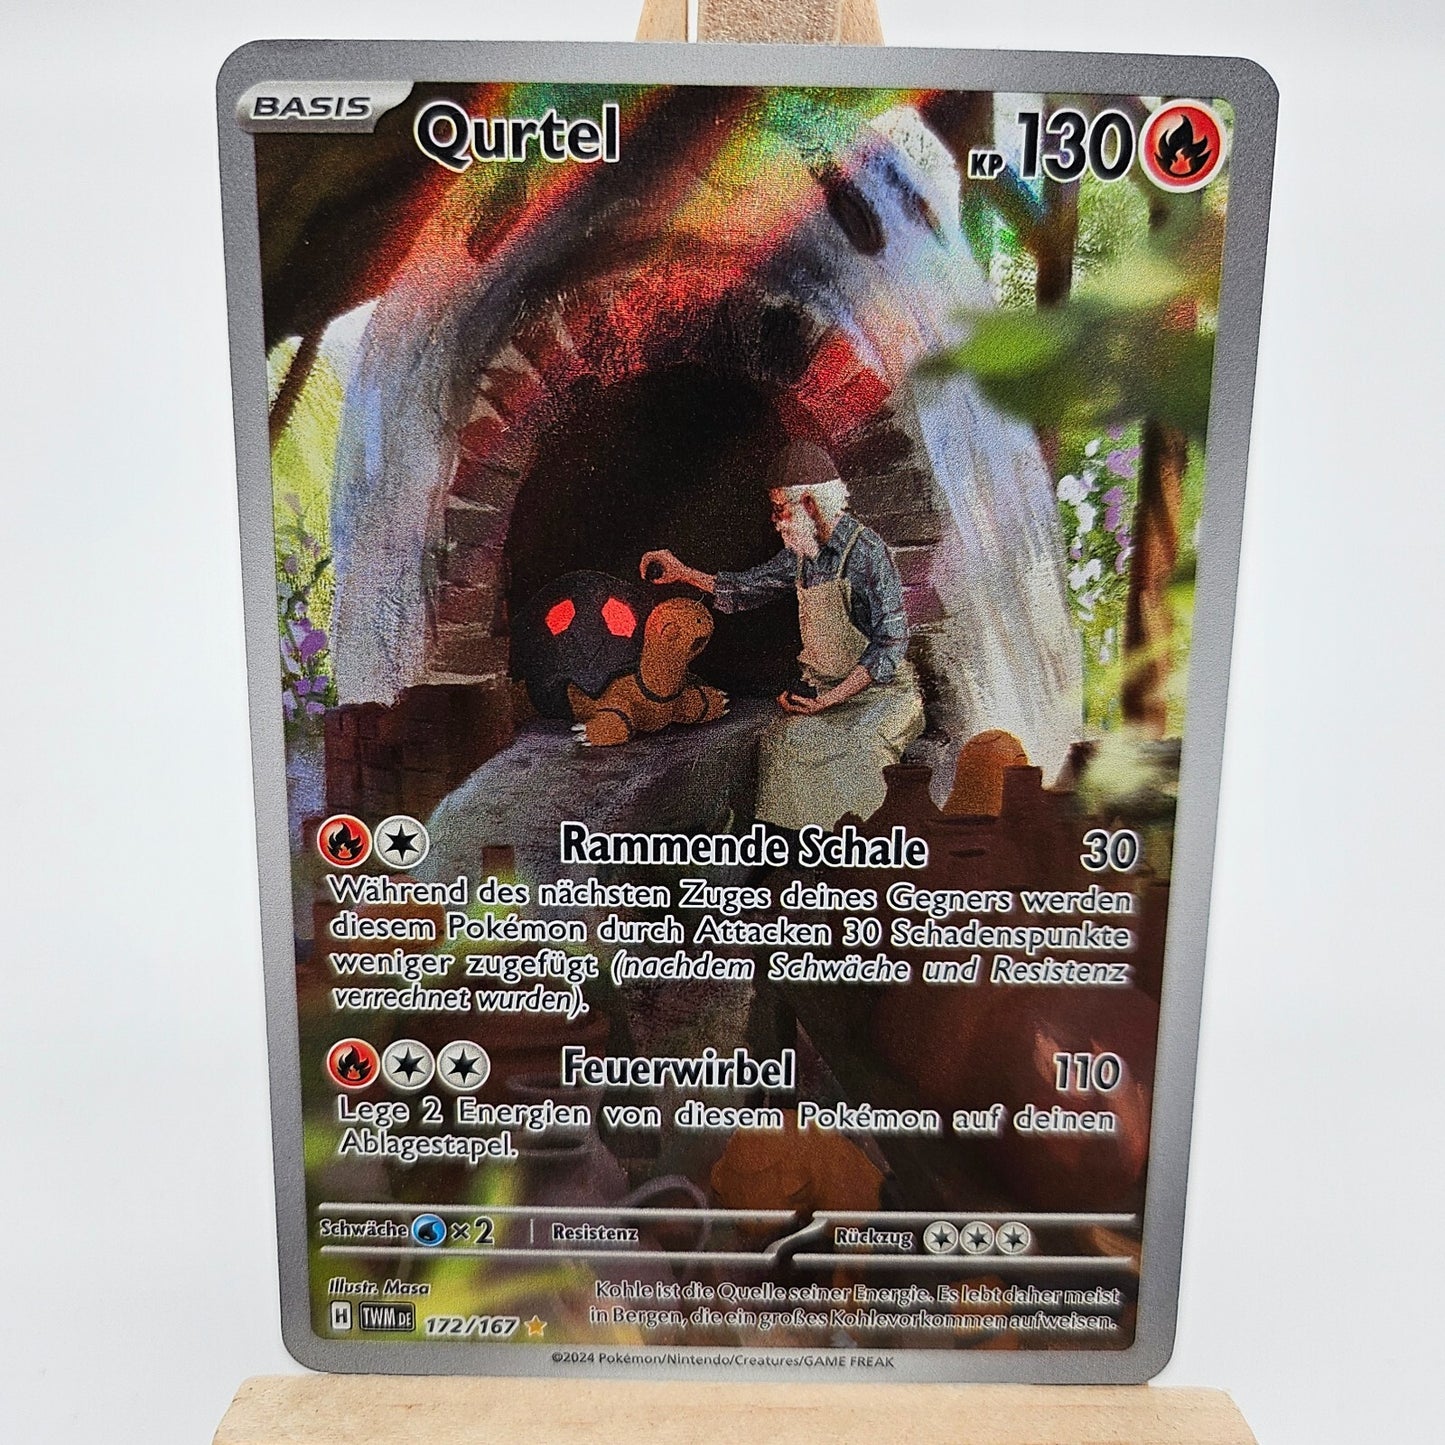 BASIS Qurtel KP 130
Rammende Schale 30
Während des nächsten Zuges deines Gegners werden
diesem Pokémon durch Attacken 30 Schadenspunkte
weniger zugefügt (nachdem Schwäche und Resistenz
verrechnet wurden).
Feuerwirbel 110
Lege 2 Energien von diesem Pokémon auf deinen
Ablagestapel.
Schwäche ×2 Resistenz Rückzug
Illustr. Masa
Kohle ist die Quelle seiner Energie. Es lebt daher meist
in Bergen, die ein großes Kohlevorkommen aufweisen.
H TWM DE 172/167
©2024 Pokémon/Nintendo/Creatures/GAME FREAK